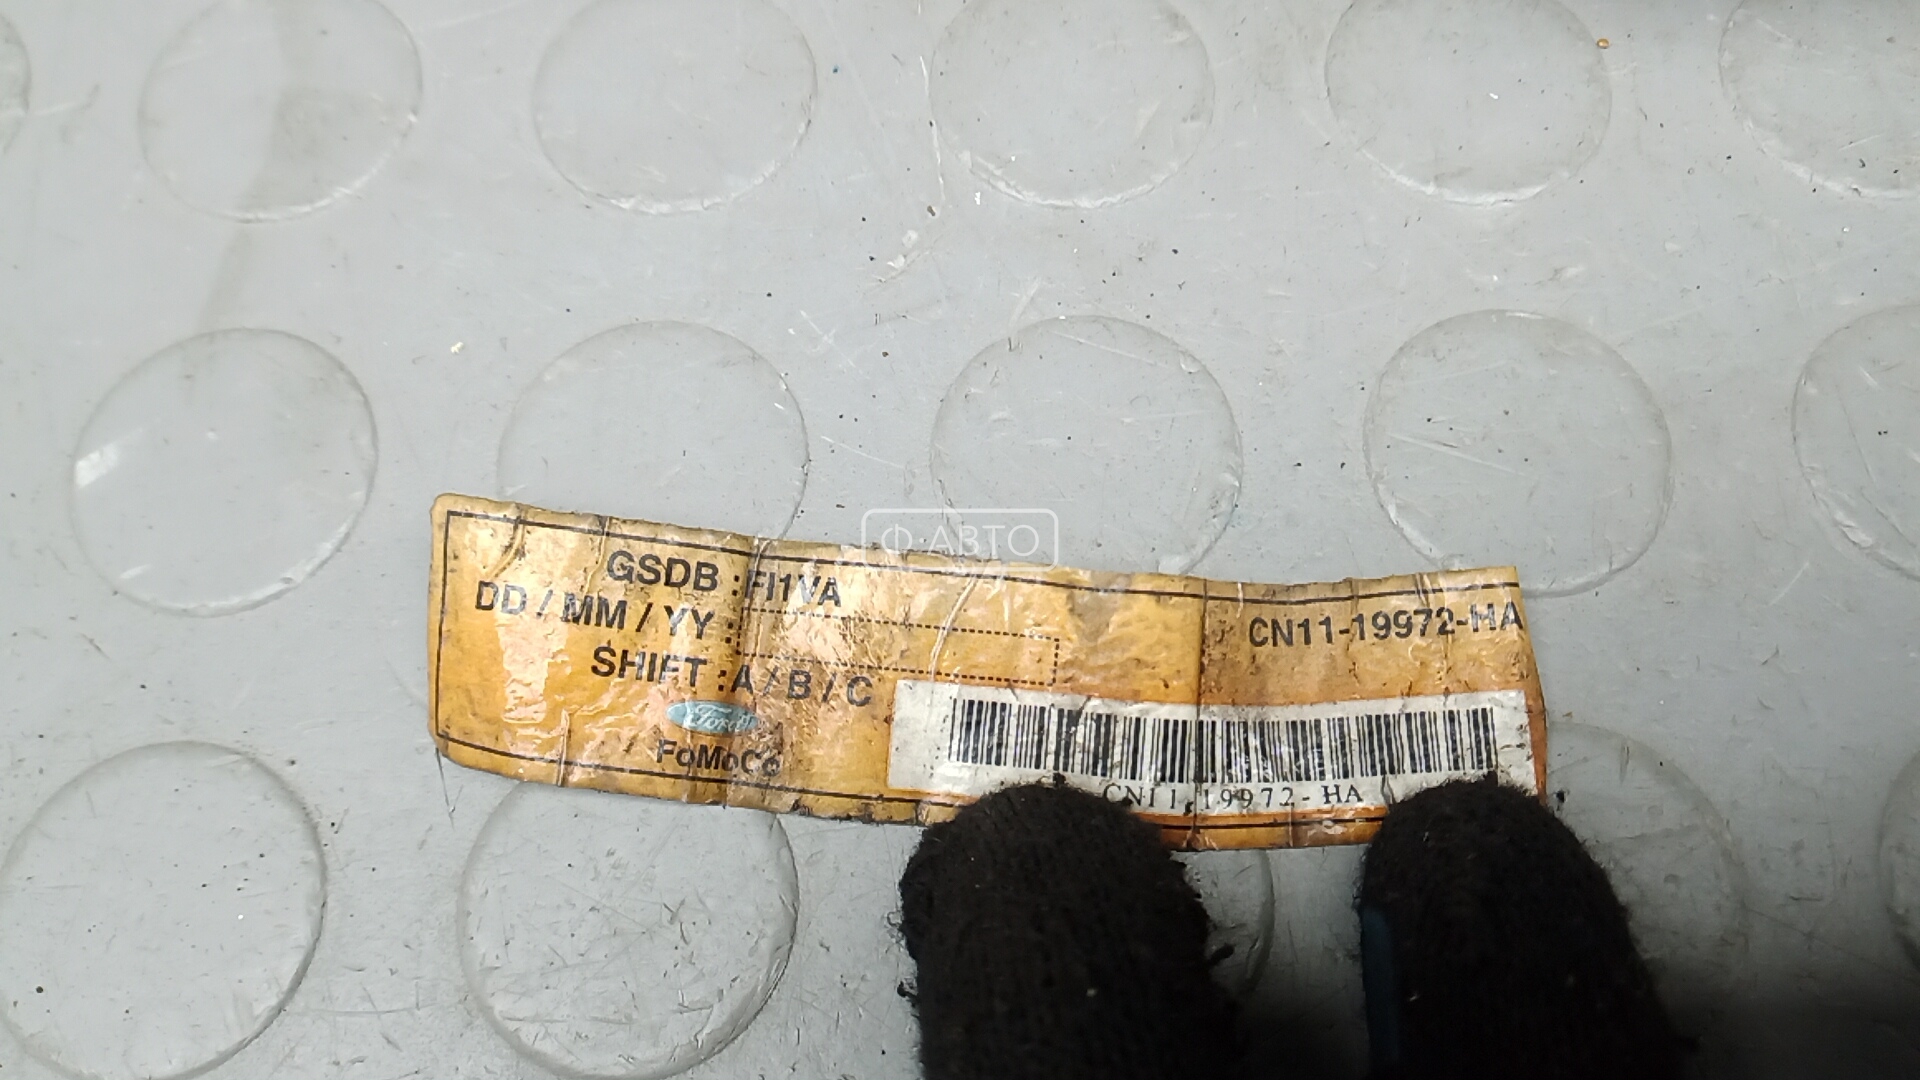 Ф·АВТО
GSDB : FI1VA
DD / MM / YY :
SHIFT : A / B / C
Ford
FoMoCo
CN11-19972-HA
CN11-19972-HA